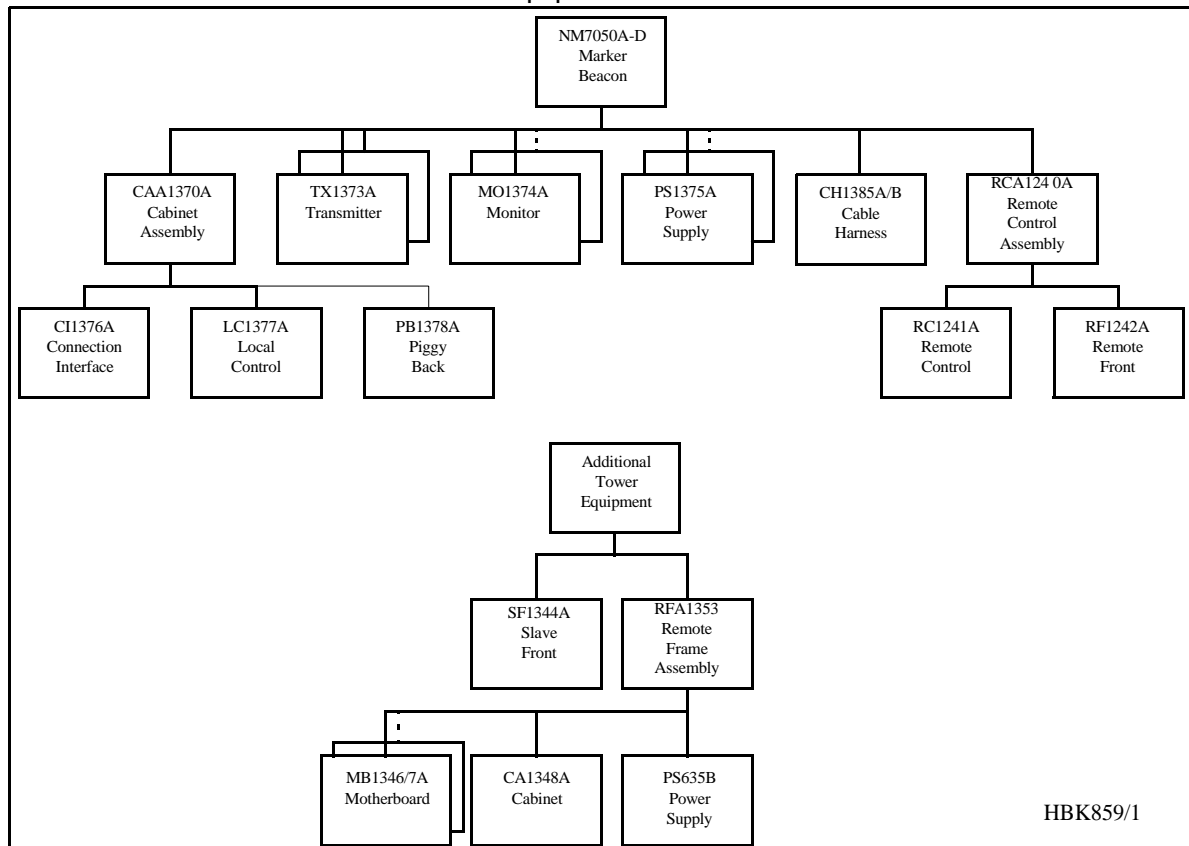 NM7050A-D
Marker
Beacon
CAA1370A
Cabinet
Assembly
TX1373A
Transmitter
MO1374A
Monitor
PS1375A
Power
Supply
CH1385A/B
Cable
Harness
RCA124 0A
Remote
Control
Assembly
CI1376A
Connection
Interface
LC1377A
Local
Control
PB1378A
Piggy
Back
RC1241A
Remote
Control
RF1242A
Remote
Front
Additional
Tower
Equipment
SF1344A
Slave
Front
RFA1353
Remote
Frame
Assembly
MB1346/7A
Motherboard
CA1348A
Cabinet
PS635B
Power
Supply
HBK859/1